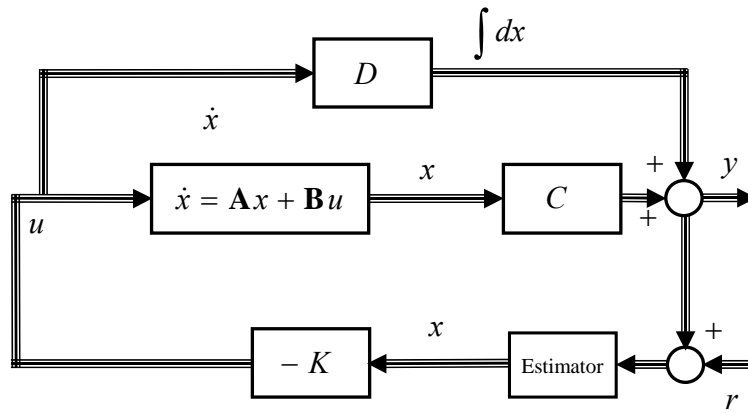 ∫ dx
D
ẋ
+
y
x
ẋ = Ax + Bu
C
+
u
x
+
− K
Estimator
r